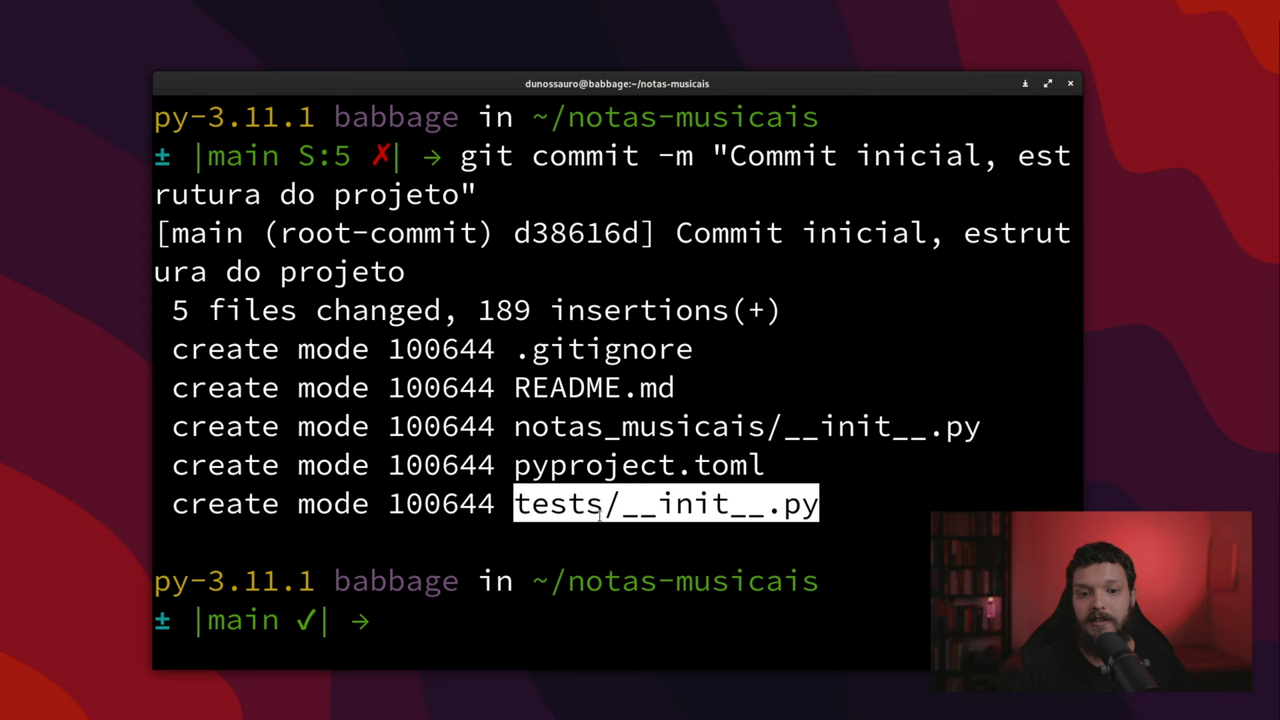 dunossauro@babbage:~/notas-musicais
py-3.11.1 babbage in ~/notas-musicais
± |main S:5 ✗| → git commit -m "Commit inicial, est
rutura do projeto"
[main (root-commit) d38616d] Commit inicial, estrut
ura do projeto
5 files changed, 189 insertions(+)
create mode 100644 .gitignore
create mode 100644 README.md
create mode 100644 notas_musicais/__init__.py
create mode 100644 pyproject.toml
create mode 100644 tests/__init__.py
py-3.11.1 babbage in ~/notas-musicais
± |main ✓| →